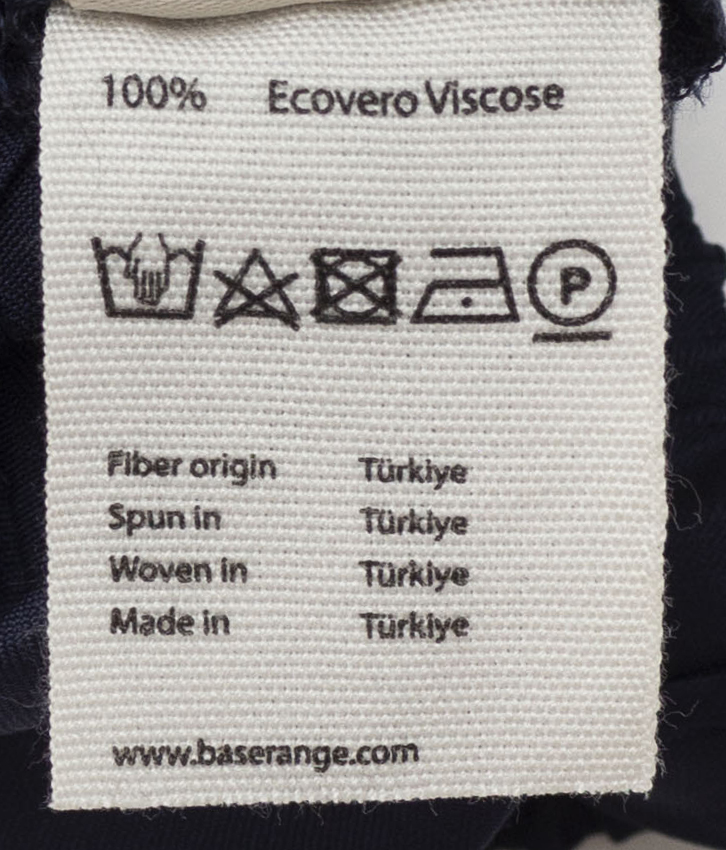 100% Ecovero Viscose
P
Fiber origin Türkiye
Spun in Türkiye
Woven in Türkiye
Made in Türkiye
www.baserange.com